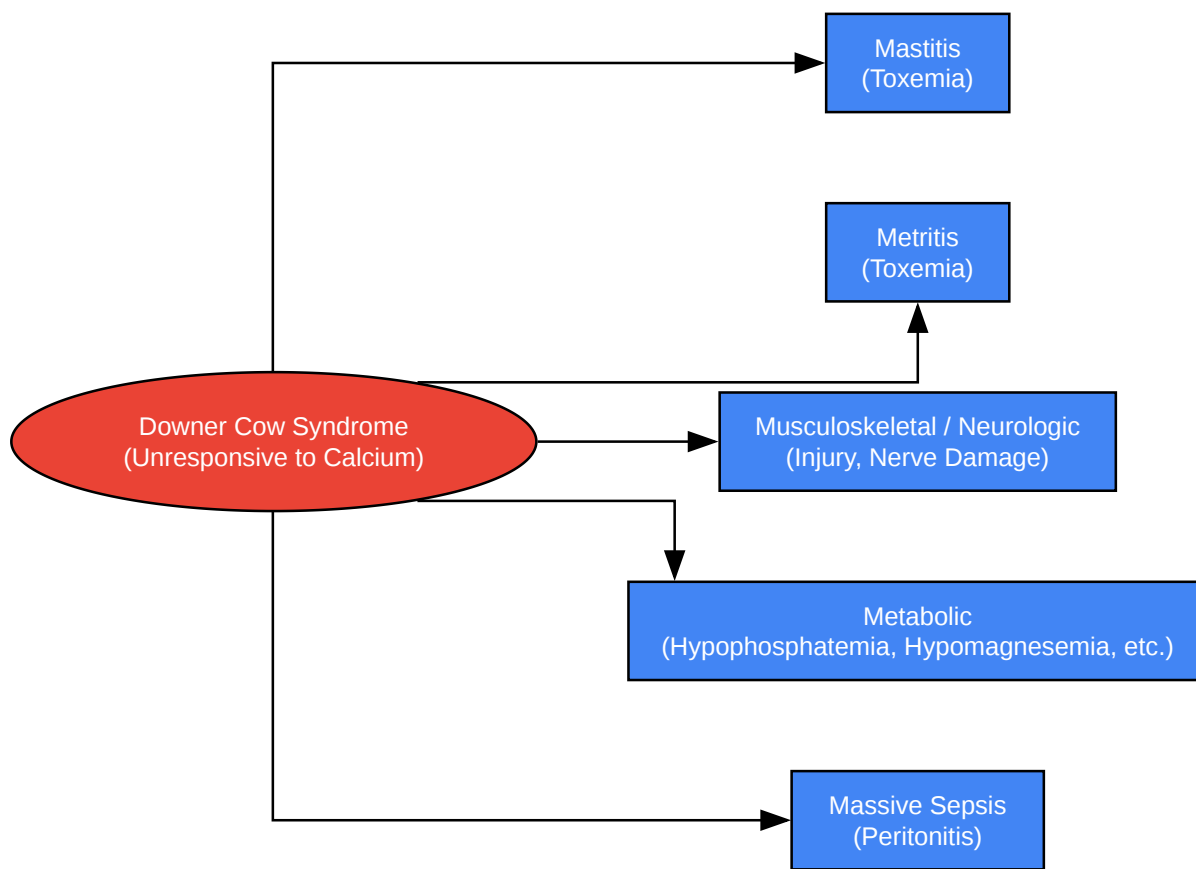 Mastitis
(Toxemia)
Metritis
(Toxemia)
Downer Cow Syndrome
(Unresponsive to Calcium)
Musculoskeletal / Neurologic
(Injury, Nerve Damage)
Metabolic
(Hypophosphatemia, Hypomagnesemia, etc.)
Massive Sepsis
(Peritonitis)